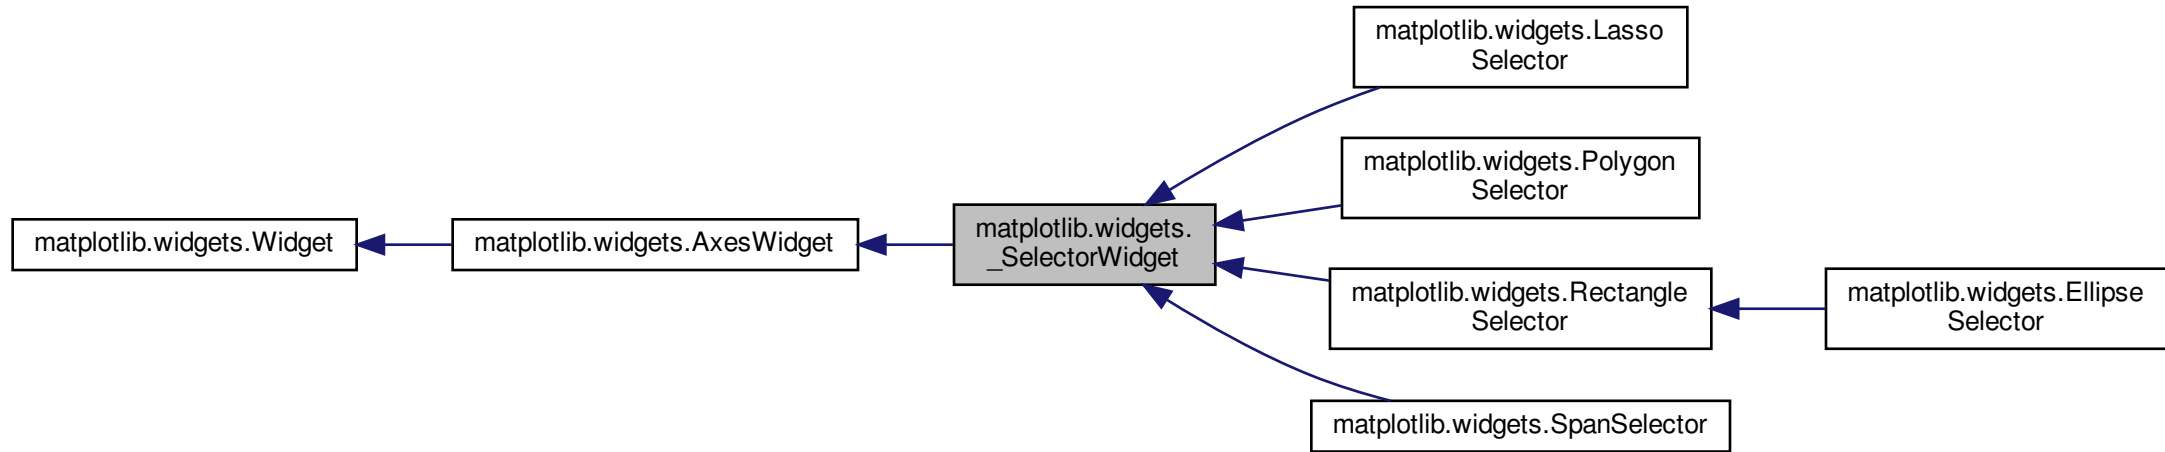 matplotlib.widgets.Widget
matplotlib.widgets.AxesWidget
matplotlib.widgets.
_SelectorWidget
matplotlib.widgets.Lasso
Selector
matplotlib.widgets.Polygon
Selector
matplotlib.widgets.Rectangle
Selector
matplotlib.widgets.Ellipse
Selector
matplotlib.widgets.SpanSelector